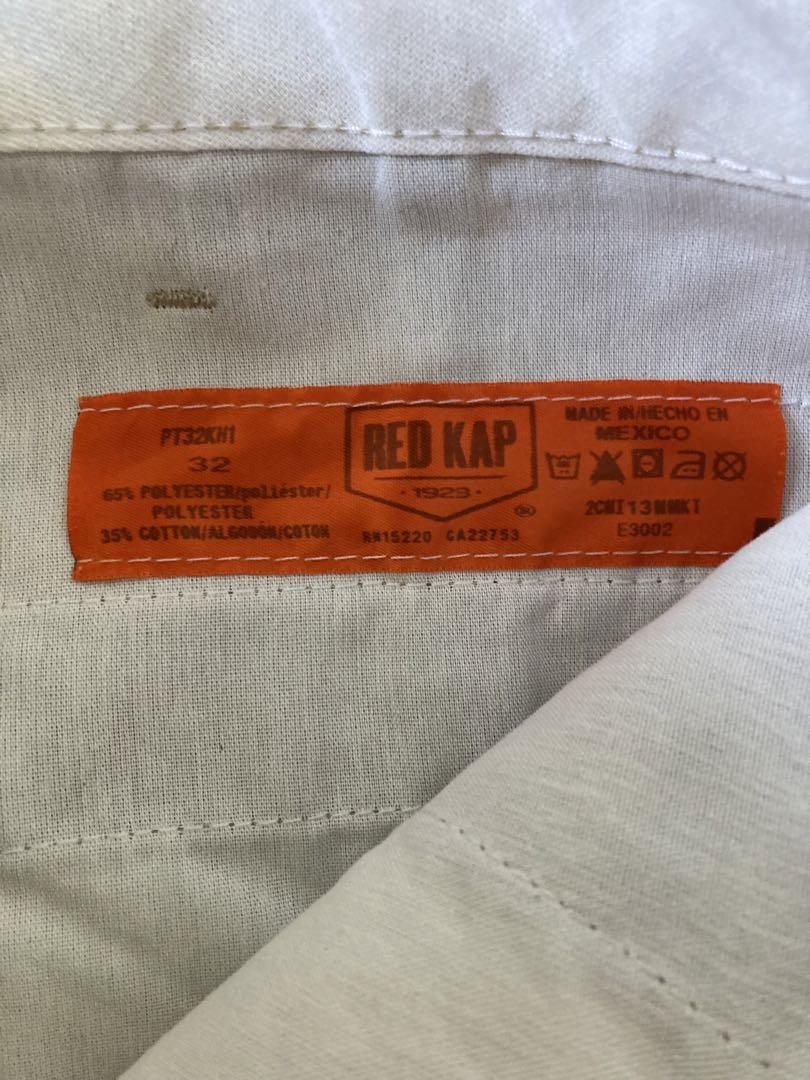 PT32KH1
32
65% POLYESTER/poliéster/
POLYESTER
35% COTTON/ALGODÓN/COTON
RED KAP
· 1923 ·
®
RN15220 CA22753
MADE IN/HECHO EN
MEXICO
2CMI13MMKT
E3002